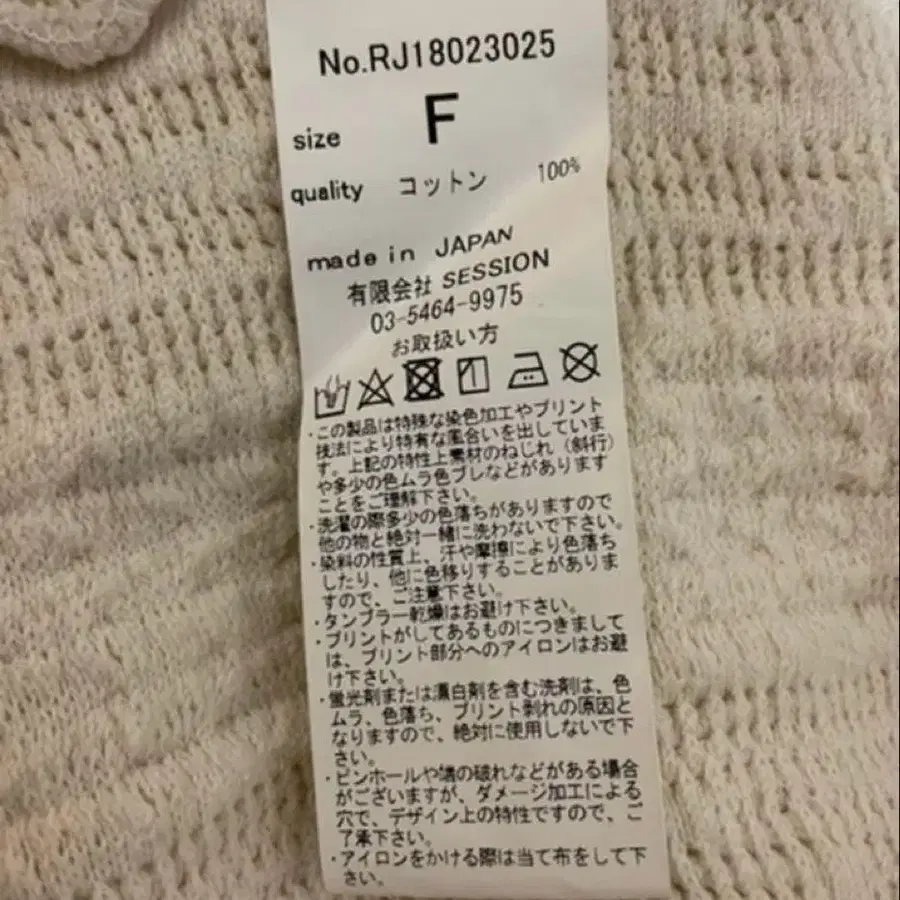 No.RJ18023025
size F
quality コットン 100%
made in JAPAN
有限会社 SESSION
03-5464-9975
お取扱い方
・この製品は特殊な染色加工やプリント
技法により特有な風合いを出していま
す。上記の特性上素材のねじれ（斜行）
や多少の色ムラ色ブレなどがあります
ことをご理解下さい。
・洗濯の際多少の色落ちがありますので
他の物と絶対一緒に洗わないで下さい。
・染料の性質上、汗や摩擦により色落ち
したり、他に色移りすることがありま
すので、ご注意下さい。
・タンブラー乾燥はお避け下さい。
・プリントがしてあるものにつきまして
は、プリント部分へのアイロンはお避
け下さい。
・蛍光剤または漂白剤を含む洗剤は、色
ムラ、色落ち、プリント剥れの原因と
なりますので、絶対に使用しないで下
さい。
・ピンホールや端の破れなどがある場合
がございますが、ダメージ加工による
穴で、デザイン上の特性ですので、ご
了承下さい。
・アイロンをかける際は当て布をして下
さい。